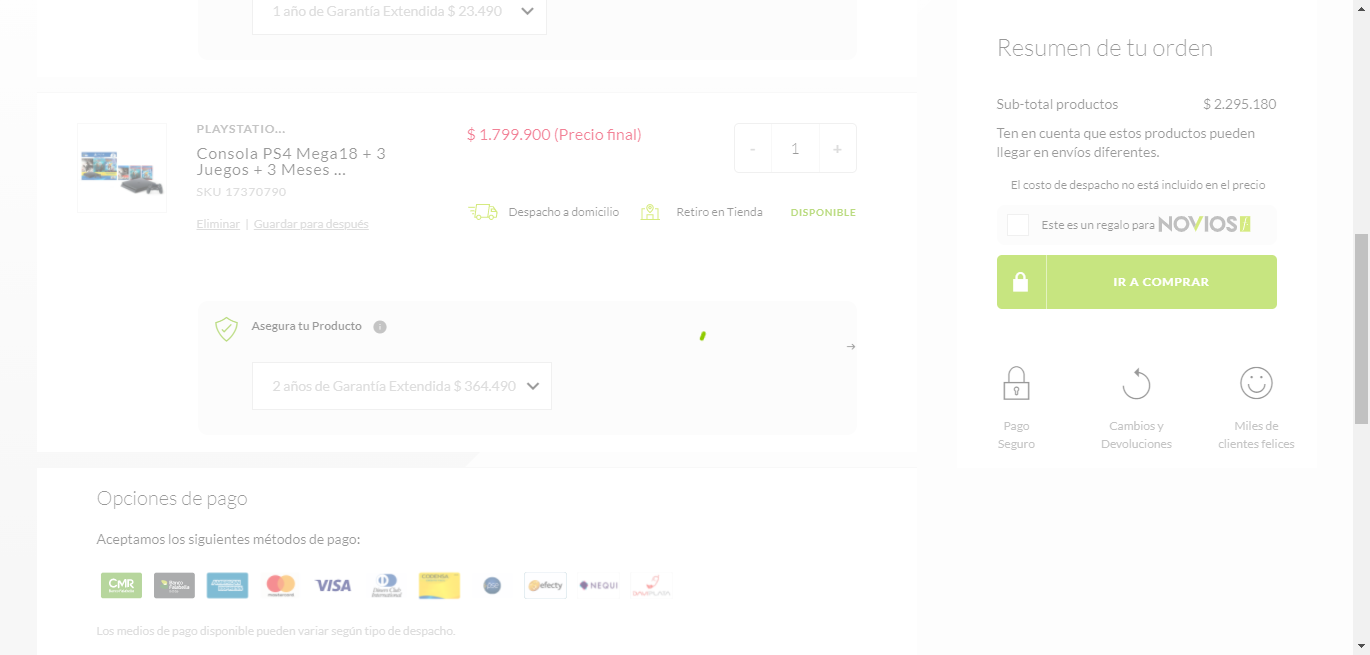 1 año de Garantía Extendida $ 23.490
PLAYSTATIO...
Consola PS4 Mega18 + 3
Juegos + 3 Meses ...
SKU 17370790
Eliminar | Guardar para después
$ 1.799.900 (Precio final)
- 1 +
Despacho a domicilio
Retiro en Tienda
DISPONIBLE
Asegura tu Producto
2 años de Garantía Extendida $ 364.490
Opciones de pago
Aceptamos los siguientes métodos de pago:
CMR
VISA
Diners Club
International
efecty
NEQUI
Los medios de pago disponible pueden variar según tipo de despacho.
Resumen de tu orden
Sub-total productos $ 2.295.180
Ten en cuenta que estos productos pueden
llegar en envíos diferentes.
El costo de despacho no está incluido en el precio
Este es un regalo para NOVIOS
IR A COMPRAR
Pago
Seguro
Cambios y
Devoluciones
Miles de
clientes felices